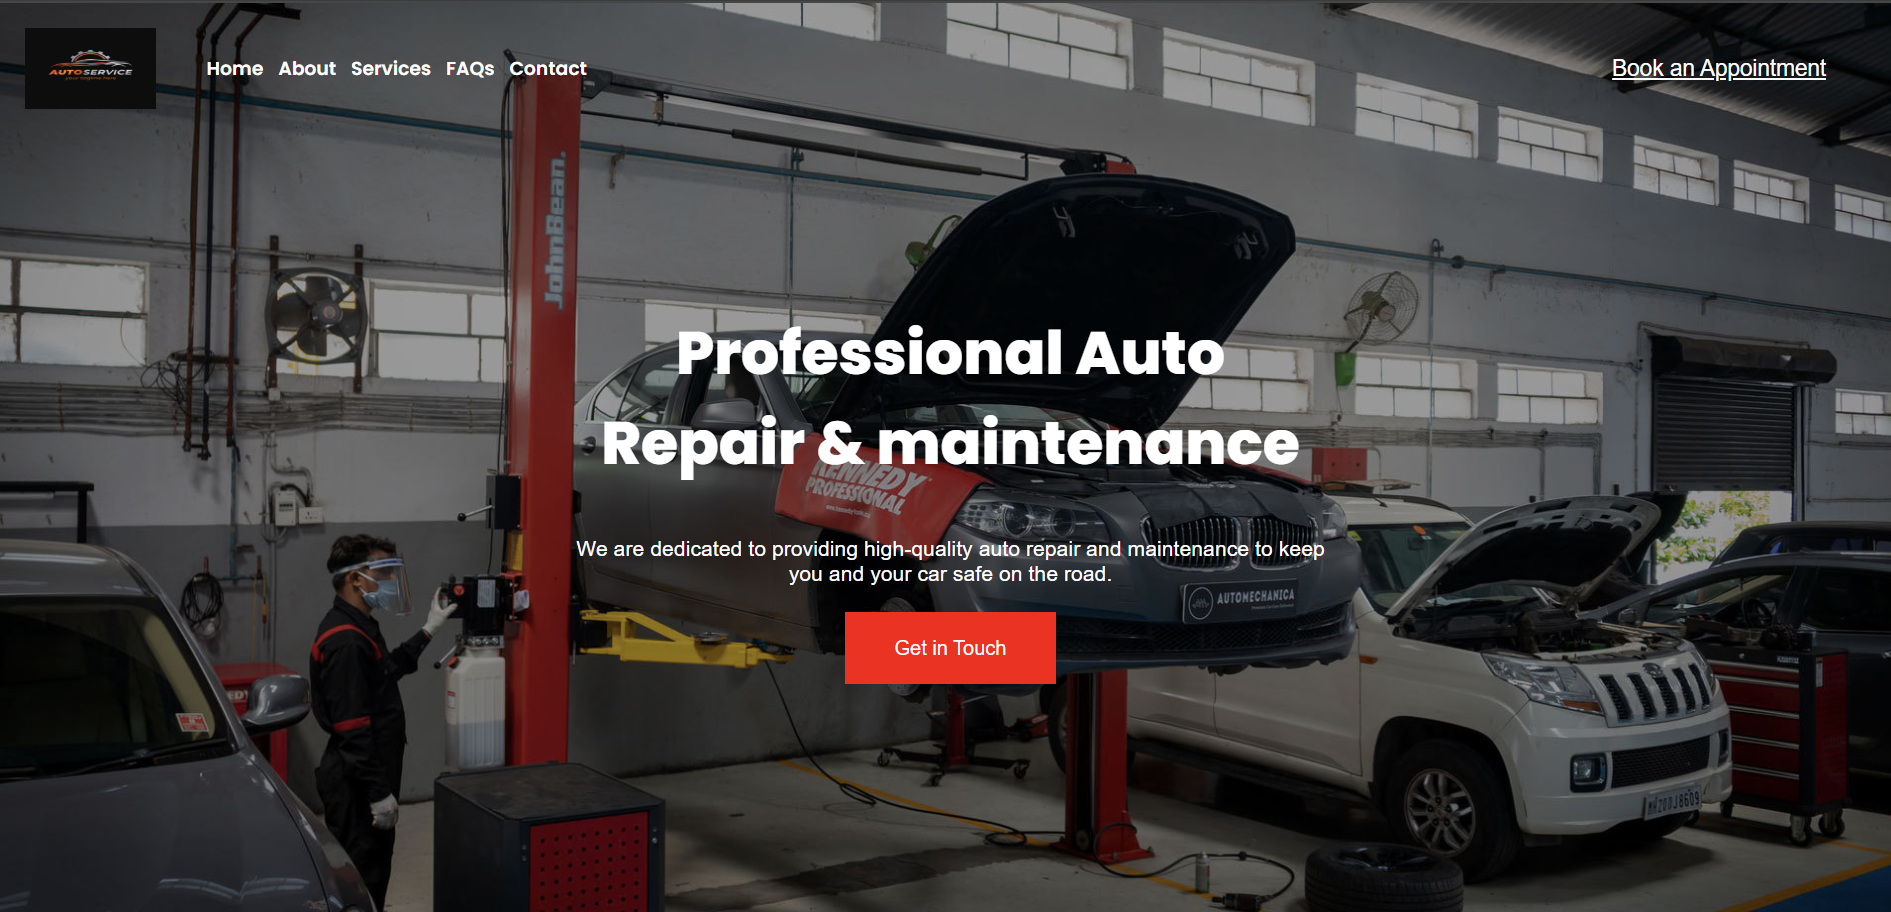 AUTOSERVICE
Home About Services FAQs Contact
Book an Appointment
JohnBean.
Professional Auto
Repair & maintenance
KENNEDY
PROFESSIONAL
We are dedicated to providing high-quality auto repair and maintenance to keep
you and your car safe on the road.
AUTOMECHANICA
Get in Touch